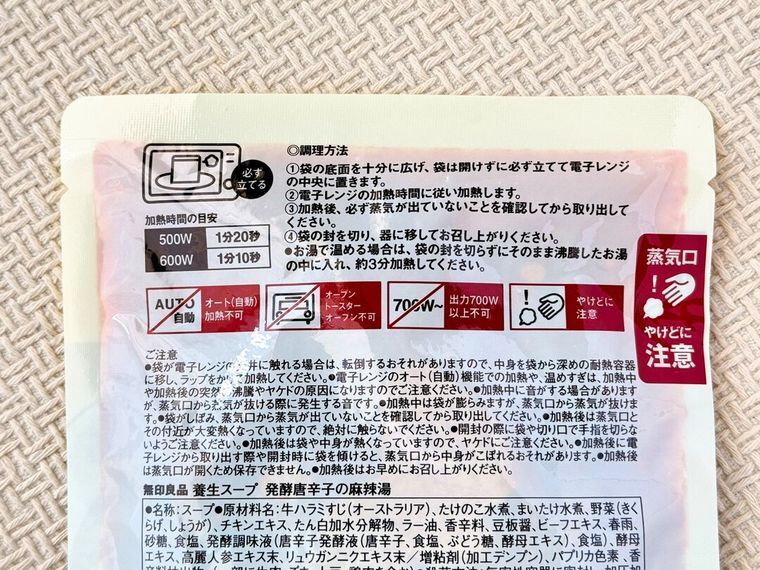 ◎調理方法
①袋の底面を十分に広げ、袋は開けずに必ず立てて電子レンジ
の中央に置きます。
②電子レンジの加熱時間に従い加熱します。
③加熱後、必ず蒸気が出ていないことを確認してから取り出して
ください。
④袋の封を切り、器に移してお召し上がりください。
●お湯で温める場合は、袋の封を切らずにそのまま沸騰したお湯
の中に入れ、約3分加熱してください。
必ず
立てる
加熱時間の目安
500W 1分20秒
600W 1分10秒
蒸気口
!
やけどに
注意
AUTO
自動
オート(自動)
加熱不可
オーブン
トースター
オーブン不可
700W~
出力700W
以上不可
!
やけどに
注意
ご注意
●袋が電子レンジの天井に触れる場合は、転倒するおそれがありますので、中身を袋から深めの耐熱容器
に移し、ラップをかけて加熱してください。●電子レンジのオート(自動)機能での加熱や、温めすぎは、加熱中
や加熱後の突然の沸騰やヤケドの原因になりますのでご注意ください。●加熱中に音がする場合があります
が、蒸気口から蒸気が抜ける際に発生する音です。●加熱中は袋が膨らみますが、蒸気口から蒸気が抜けま
す。●袋がしぼみ、蒸気口から蒸気が出ていないことを確認してから取り出してください。●加熱後は蒸気口と
その付近が大変熱くなっていますので、絶対に触らないでください。●開封の際に袋や切り口で手指を切らな
いようご注意ください。●加熱後は袋や中身が熱くなっていますので、ヤケドにご注意ください。●加熱後に電
子レンジから取り出す際や開封時に袋を傾けると、蒸気口から中身がこぼれるおそれがあります。●加熱後
は蒸気口が開くため保存できません。●加熱後はお早めにお召し上がりください。
無印良品 養生スープ 発酵唐辛子の麻辣湯
●名称:スープ●原材料名:牛ハラミすじ(オーストラリア)、たけのこ水煮、まいたけ水煮、野菜(きく
らげ、しょうが)、チキンエキス、たん白加水分解物、ラー油、香辛料、豆板醤、ビーフエキス、春雨、
砂糖、食塩、発酵調味液(唐辛子発酵液(唐辛子、食塩、ぶどう糖、酵母エキス)、食塩)、酵母
エキス、高麗人参エキス末、リュウガンニクエキス末/増粘剤(加工デンプン)、パプリカ色素、香